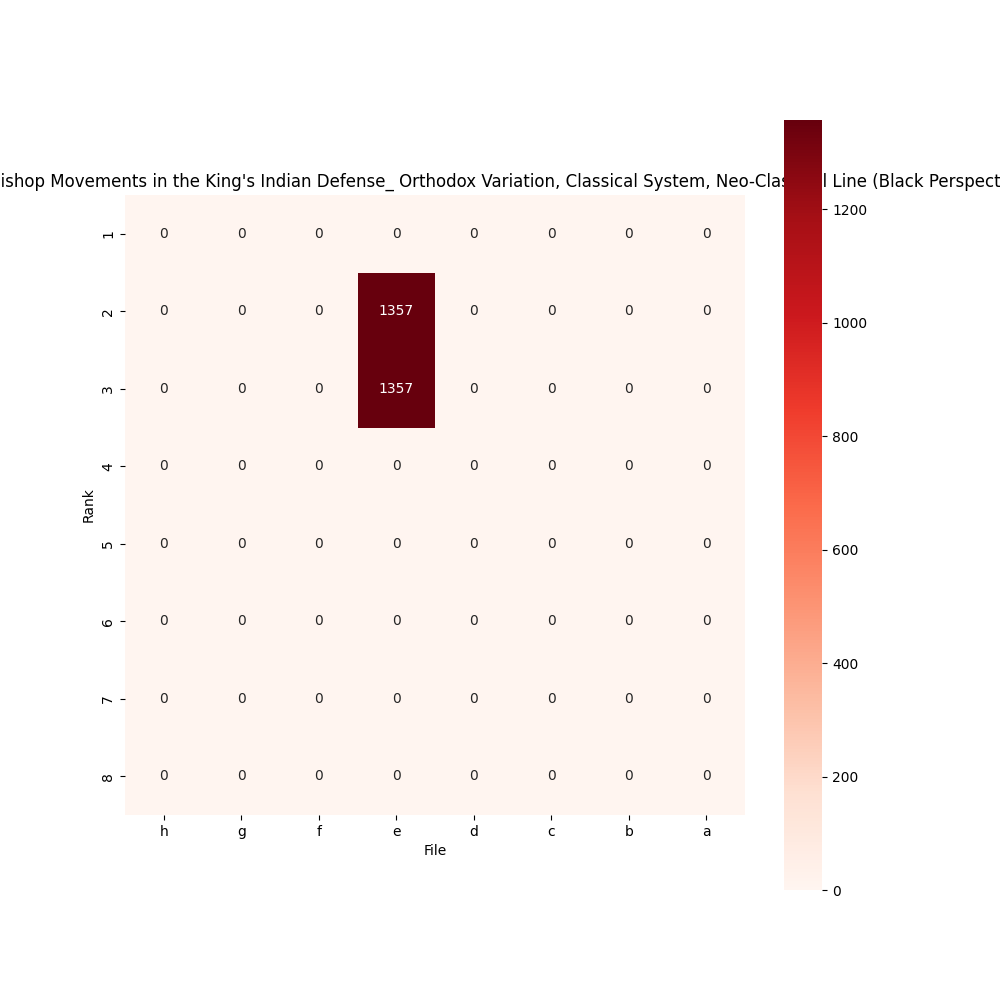 ishop Movements in the King's Indian Defense_ Orthodox Variation, Classical System, Neo-Clas l Line (Black Perspect
1200
1000
800
600
400
200
0
Rank
1 0 0 0 0 0 0 0 0
2 0 0 0 1357 0 0 0 0
3 0 0 0 1357 0 0 0 0
4 0 0 0 0 0 0 0 0
5 0 0 0 0 0 0 0 0
6 0 0 0 0 0 0 0 0
7 0 0 0 0 0 0 0 0
8 0 0 0 0 0 0 0 0
h g f e d c b a
File